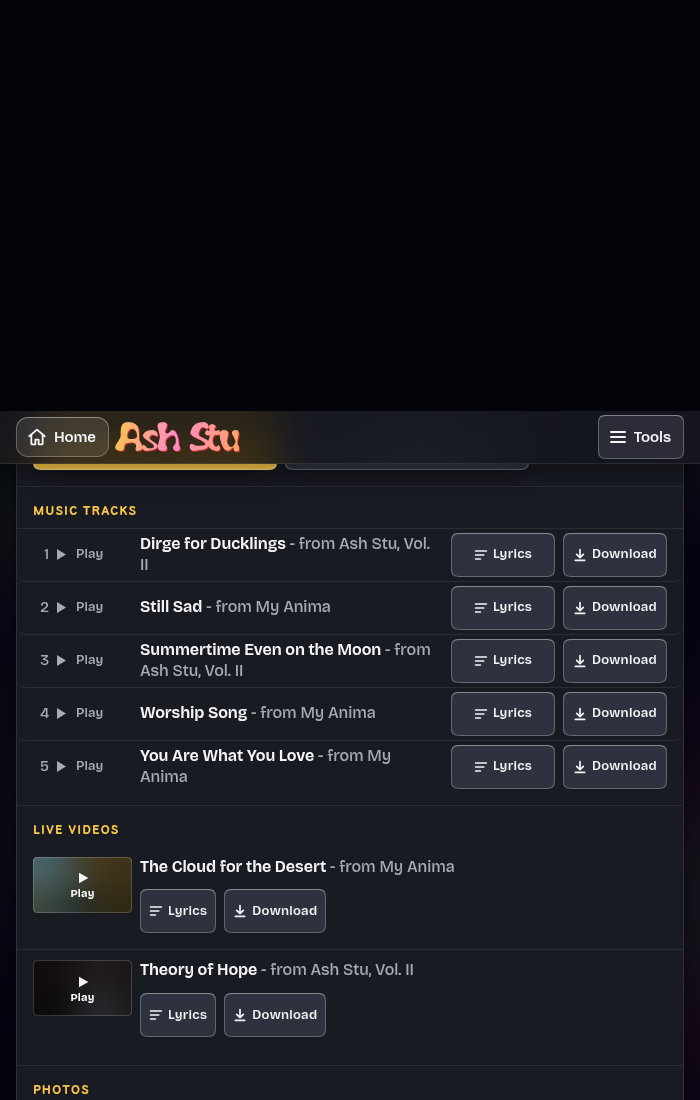 Home
Ash Stu
Tools
MUSIC TRACKS
1 Play
Dirge for Ducklings - from Ash Stu, Vol.
II
Lyrics
Download
2 Play
Still Sad - from My Anima
Lyrics
Download
3 Play
Summertime Even on the Moon - from
Ash Stu, Vol. II
Lyrics
Download
4 Play
Worship Song - from My Anima
Lyrics
Download
5 Play
You Are What You Love - from My
Anima
Lyrics
Download
LIVE VIDEOS
Play
The Cloud for the Desert - from My Anima
Lyrics
Download
Play
Theory of Hope - from Ash Stu, Vol. II
Lyrics
Download
PHOTOS